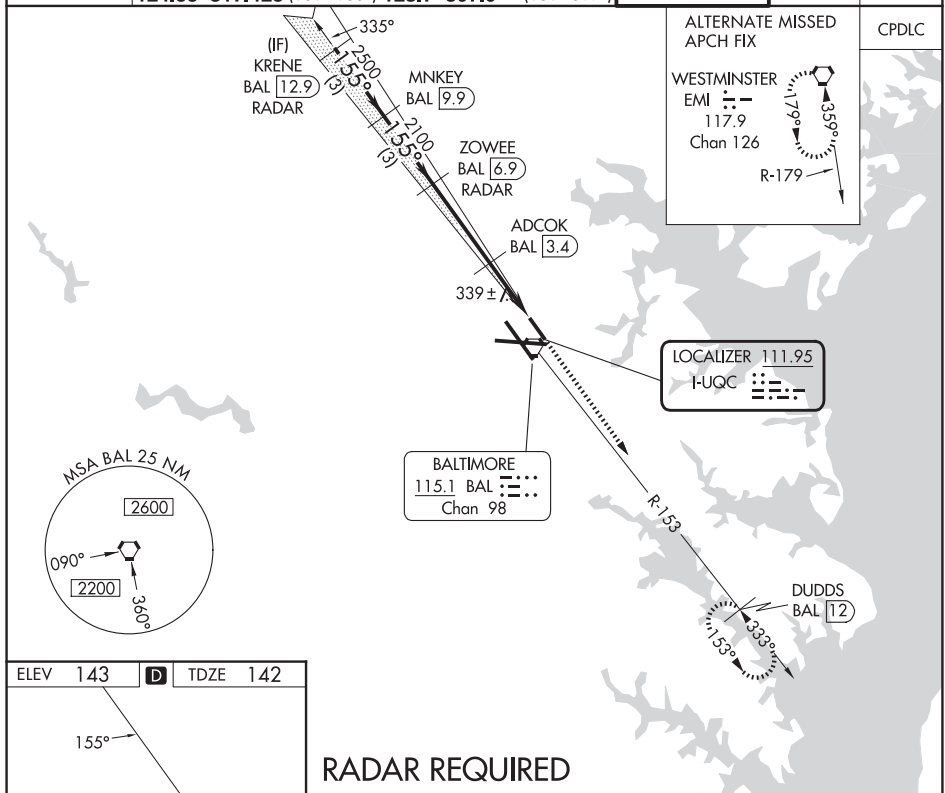 335°
(IF)
KRENE
BAL 12.9
RADAR
2500
155°
(3)
MNKEY
BAL 9.9
2100
155°
(3)
ZOWEE
BAL 6.9
RADAR
ADCOK
BAL 3.4
339±
ALTERNATE MISSED
APCH FIX
WESTMINSTER
EMI
117.9
Chan 126
179°
359°
R-179
CPDLC
LOCALIZER 111.95
I-UQC
BALTIMORE
115.1 BAL
Chan 98
R-153
DUDDS
BAL 12
333°
153°
MSA BAL 25 NM
2600
090°
2200
360°
ELEV 143 D TDZE 142
155°
RADAR REQUIRED